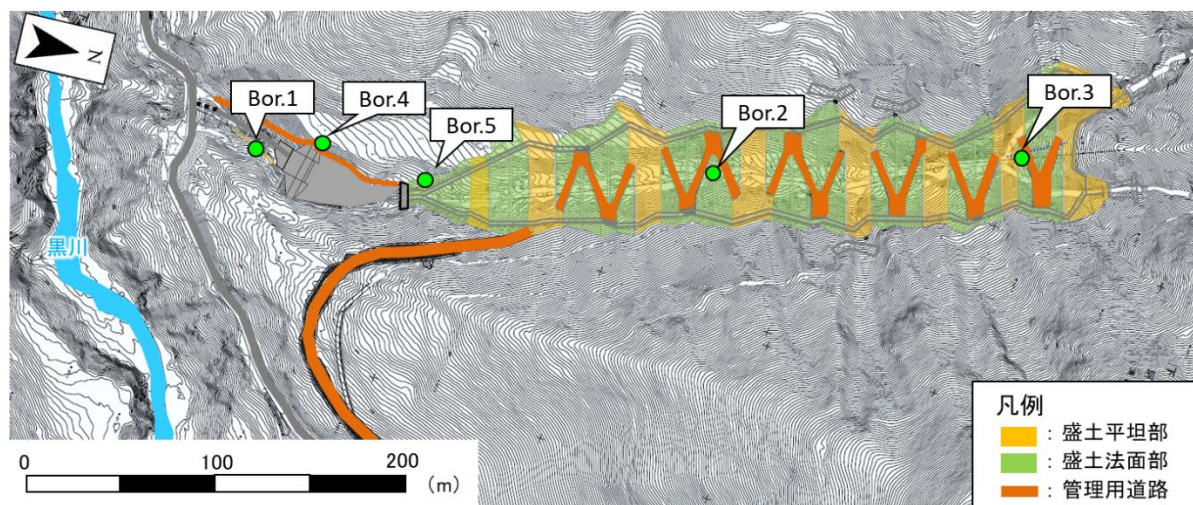 N
Bor.1
Bor.4
Bor.5
Bor.2
Bor.3
黒川
凡例
：盛土平坦部
：盛土法面部
：管理用道路
0 100 200 (m)